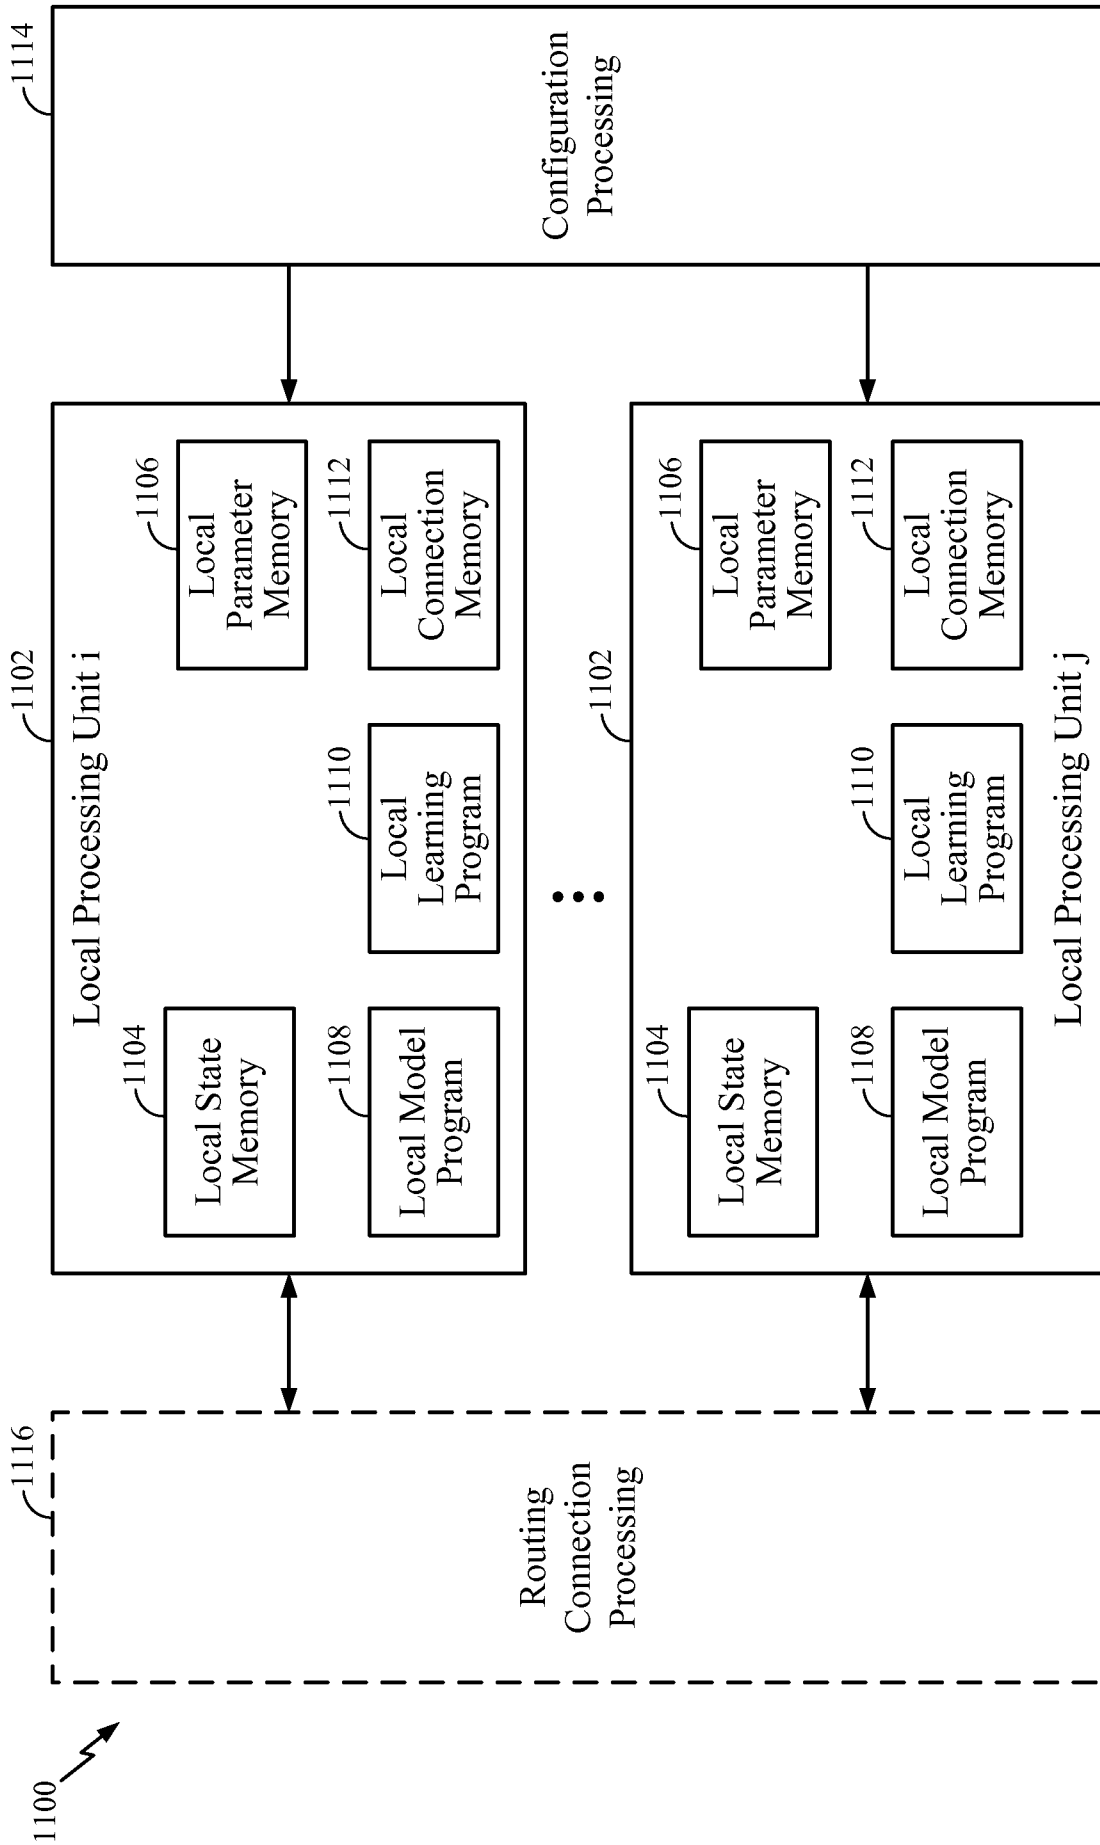 1100
1116
Routing
Connection
Processing
1102
Local Processing Unit i
1104
Local State
Memory
1106
Local
Parameter
Memory
1108
Local Model
Program
1110
Local
Learning
Program
1112
Local
Connection
Memory
1102
1104
Local State
Memory
1106
Local
Parameter
Memory
1108
Local Model
Program
1110
Local
Learning
Program
1112
Local
Connection
Memory
Local Processing Unit j
1114
Configuration
Processing